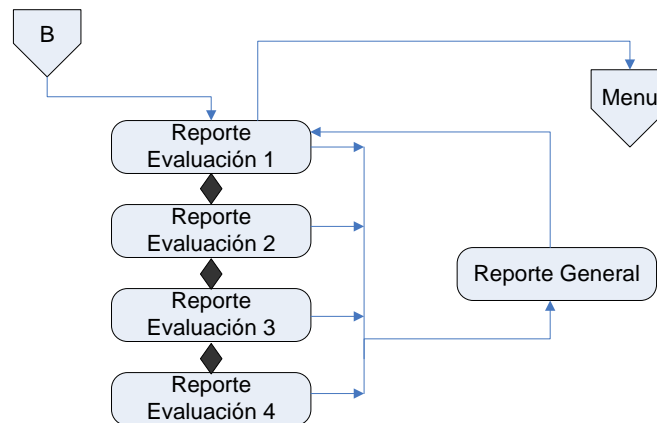 B
Menu
Reporte
Evaluación 1
Reporte
Evaluación 2
Reporte General
Reporte
Evaluación 3
Reporte
Evaluación 4